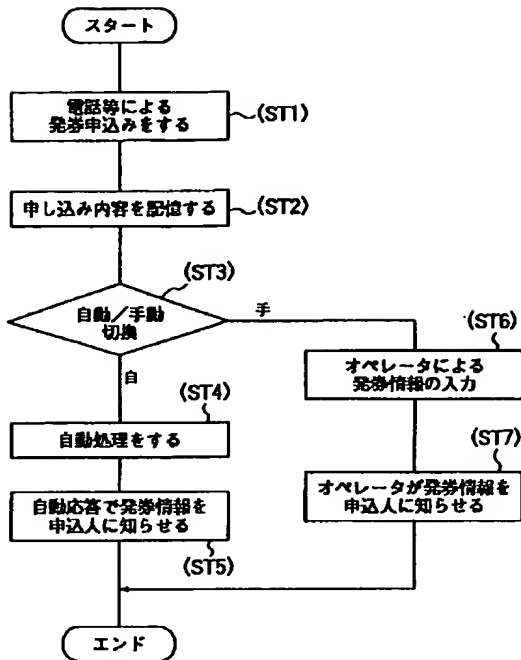 スタート
電話等による
発券申込みをする
(ST1)
申し込み内容を記憶する
(ST2)
(ST3)
自動/手動
切換
手
自
(ST4)
自動処理をする
自動応答で発券情報を
申込人に知らせる
(ST5)
(ST6)
オペレータによる
発券情報の入力
(ST7)
オペレータが発券情報を
申込人に知らせる
エンド